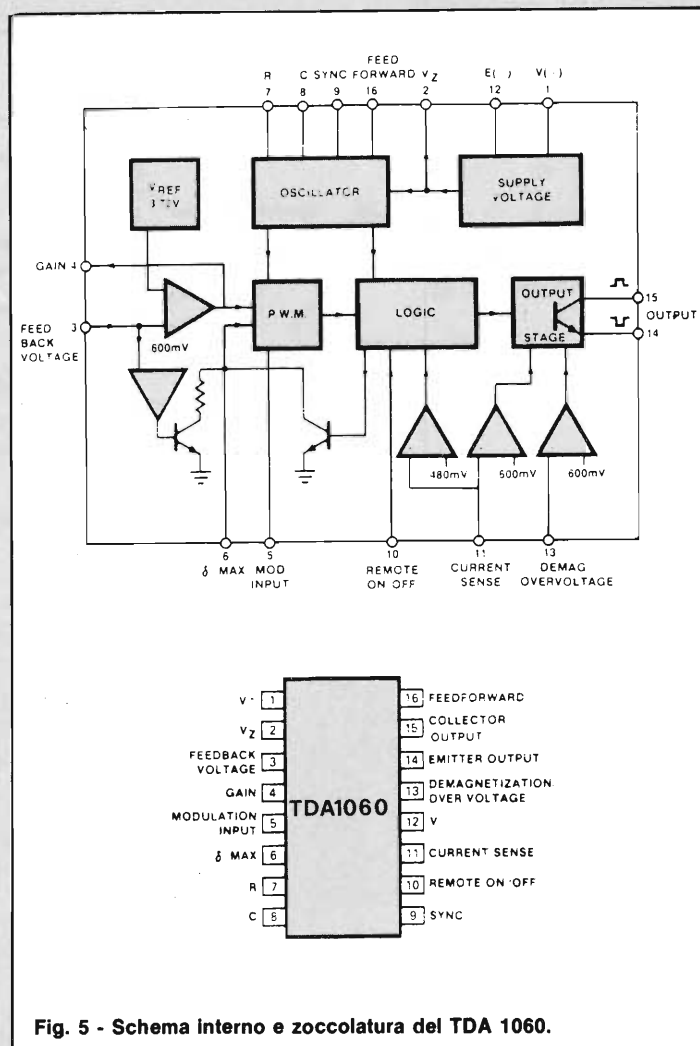 FEED
R C SYNC FORWARD VZ E(-) V(-)
7 8 9 16 2 12 1
VREF
OSCILLATOR
SUPPLY
VOLTAGE
GAIN 4
FEED 3
BACK
VOLTAGE
600mV
P.W.M.
LOGIC
OUTPUT
STAGE
15
OUTPUT
14
480mV
600mV
6 5 10 11 13
δ MAX MOD
INPUT
REMOTE
ON OFF
CURRENT
SENSE
DEMAG
OVERVOLTAGE
TDA1060
V 1
VZ 2
FEEDBACK
VOLTAGE 3
GAIN 4
MODULATION
INPUT 5
δ MAX 6
R 7
C 8
16 FEEDFORWARD
15 COLLECTOR
OUTPUT
14 EMITTER OUTPUT
13 DEMAGNETIZATION
OVER VOLTAGE
12 V
11 CURRENT SENSE
10 REMOTE ON OFF
9 SYNC
Fig. 5 - Schema interno e zoccolatura del TDA 1060.